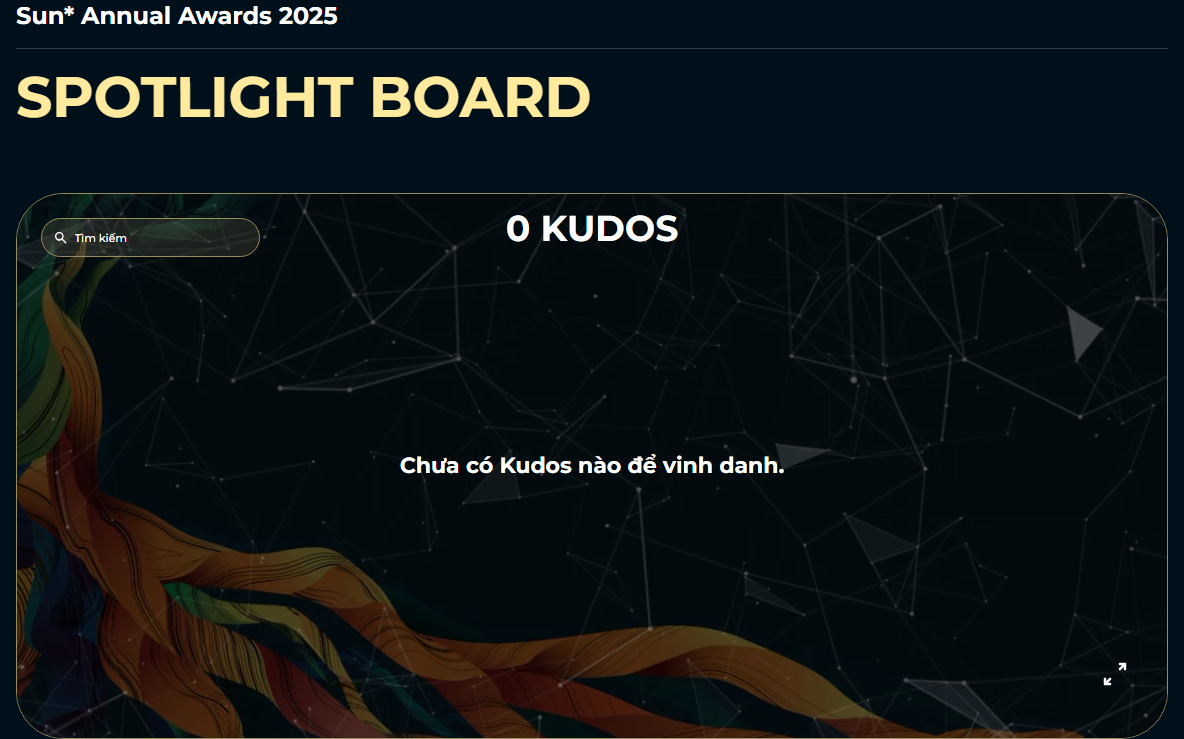 Sun* Annual Awards 2025
SPOTLIGHT BOARD
0 KUDOS
Tìm kiếm
Chưa có Kudos nào để vinh danh.